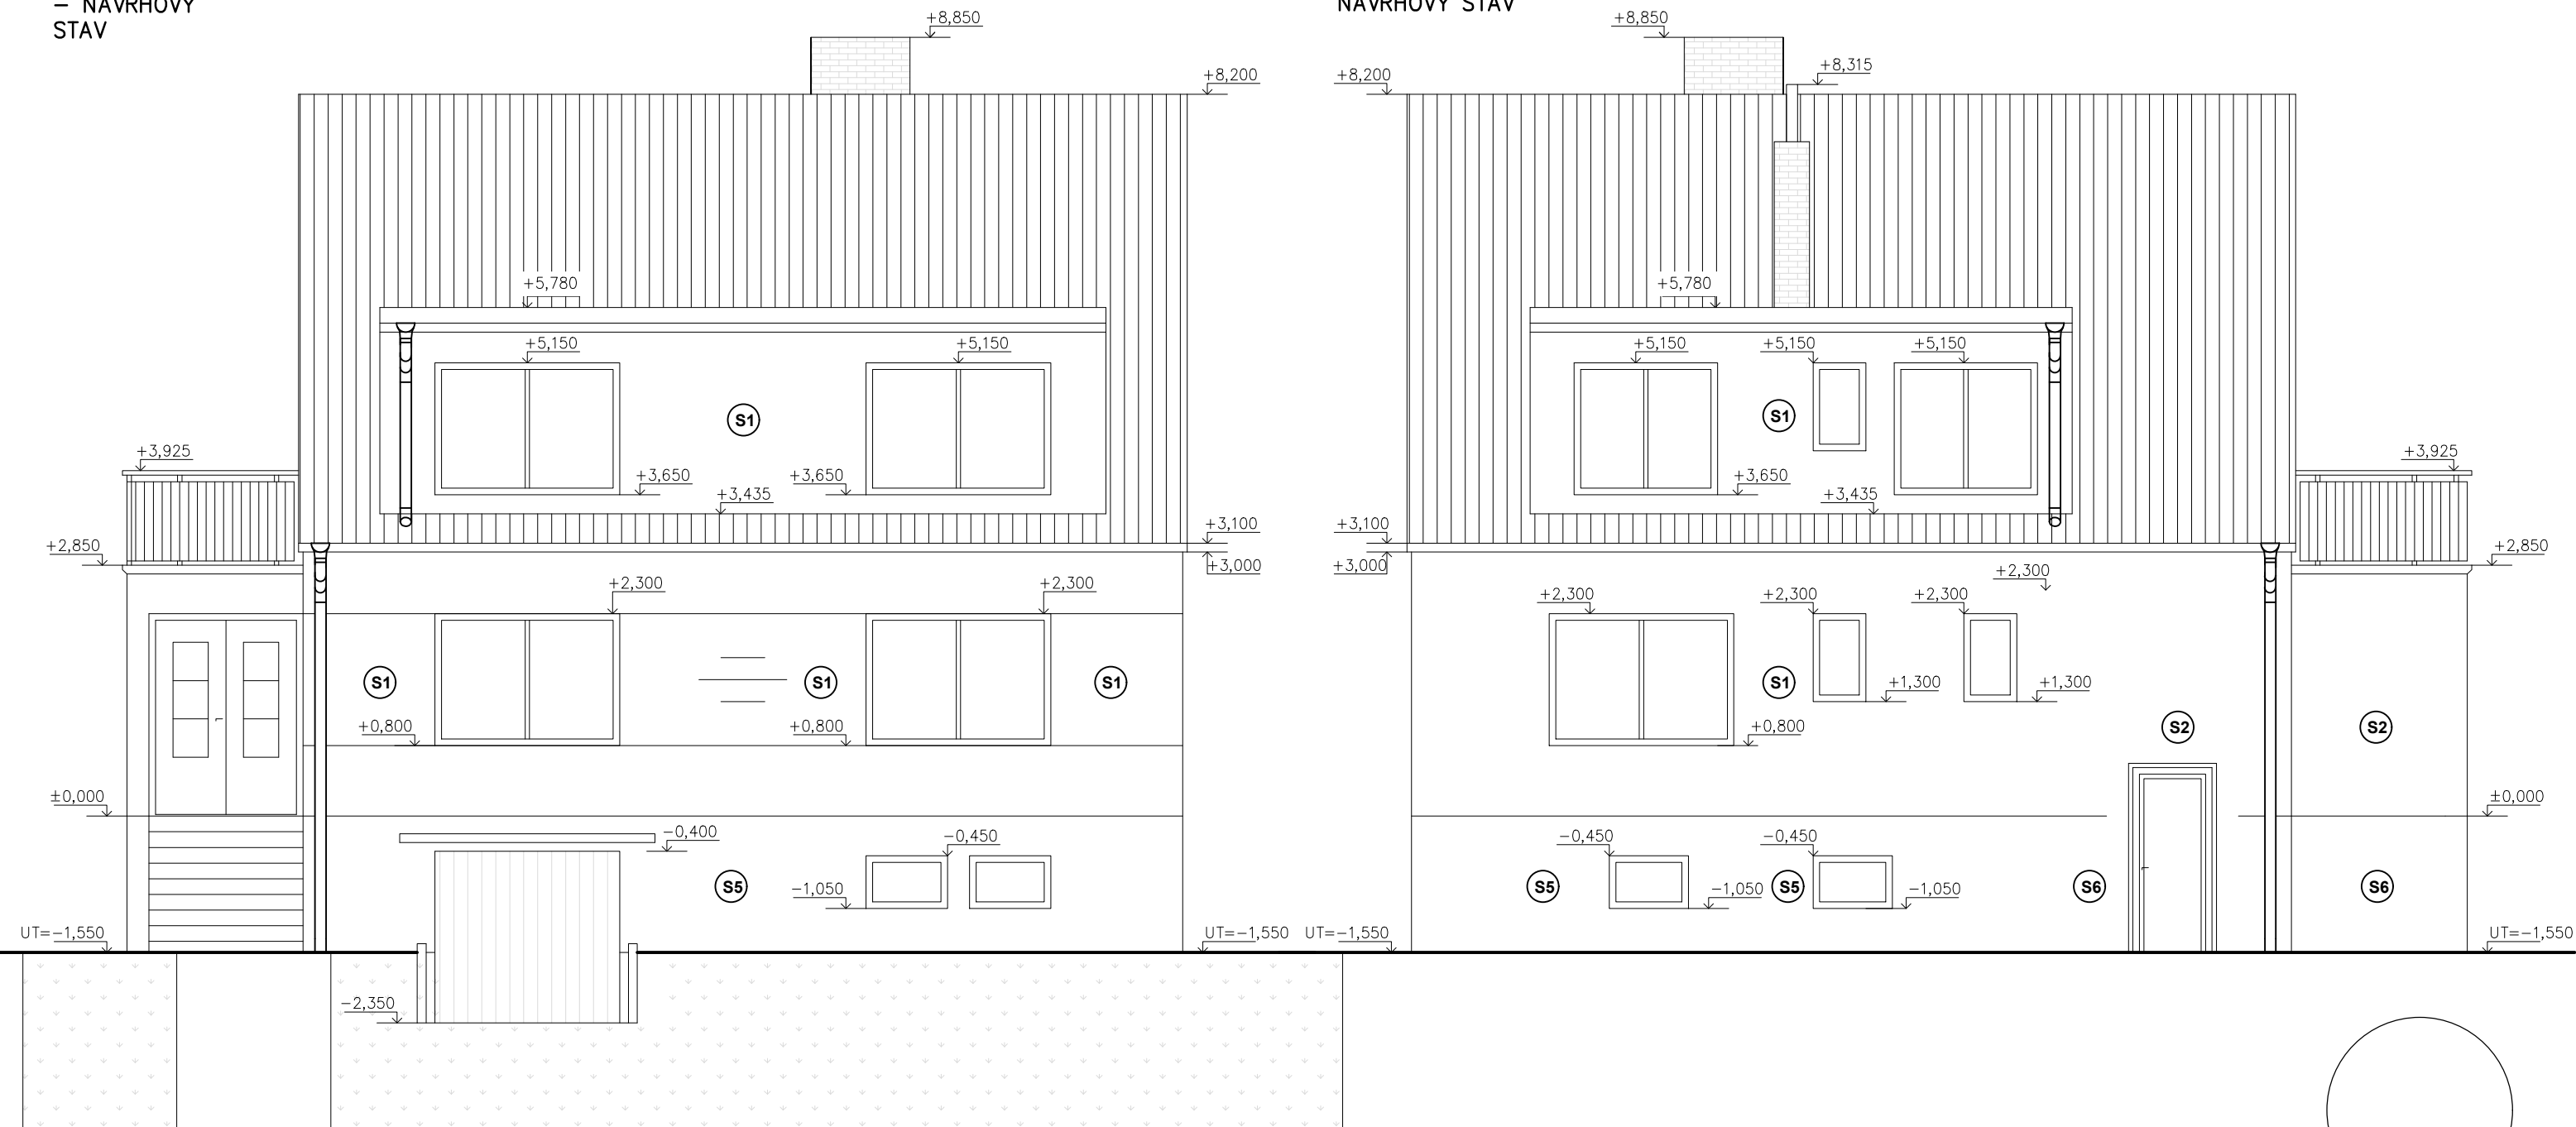 – NÁVRHOVÝ
STAV
+8,850
+8,200
+5,780
+5,150
+5,150
S1
+3,925
+3,650
+3,650
+3,435
+3,100
+2,850
+3,000
+2,300
+2,300
S1
S1
S1
+0,800
+0,800
±0,000
-0,400
-0,450
S5
-1,050
UT=-1,550
UT=-1,550
-2,350
NÁVRHOVÝ STAV
+8,850
+8,315
+8,200
+5,780
+5,150
+5,150
+5,150
S1
+3,925
+3,650
+3,435
+3,100
+2,850
+3,000
+2,300
+2,300
+2,300
+2,300
S1
+1,300
+1,300
+0,800
S2
S2
±0,000
-0,450
-0,450
S5
S5
S6
S6
-1,050
-1,050
UT=-1,550
UT=-1,550